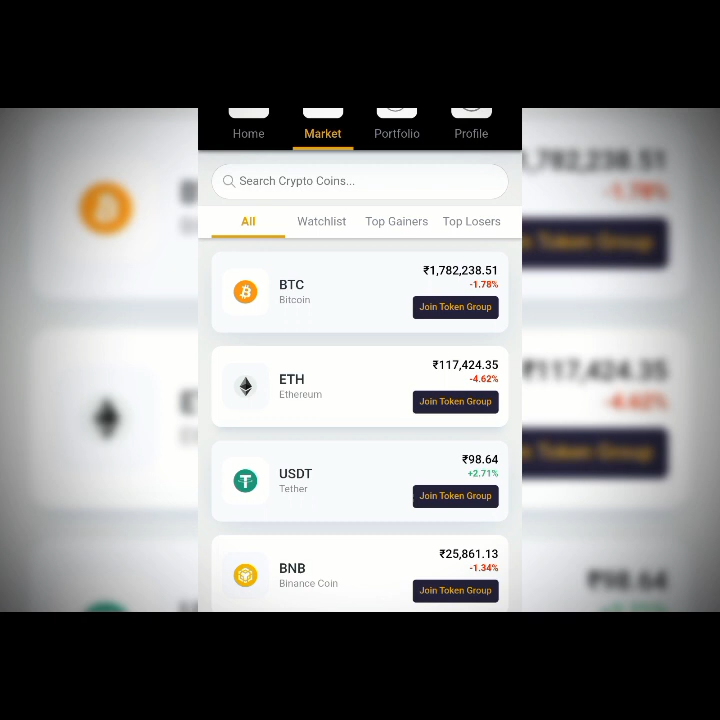 Home Market Portfolio Profile
Search Crypto Coins...
All Watchlist Top Gainers Top Losers
BTC
Bitcoin
₹1,782,238.51
-1.78%
Join Token Group
ETH
Ethereum
₹117,424.35
-4.62%
Join Token Group
USDT
Tether
₹98.64
+2.71%
Join Token Group
BNB
Binance Coin
₹25,861.13
-1.34%
Join Token Group